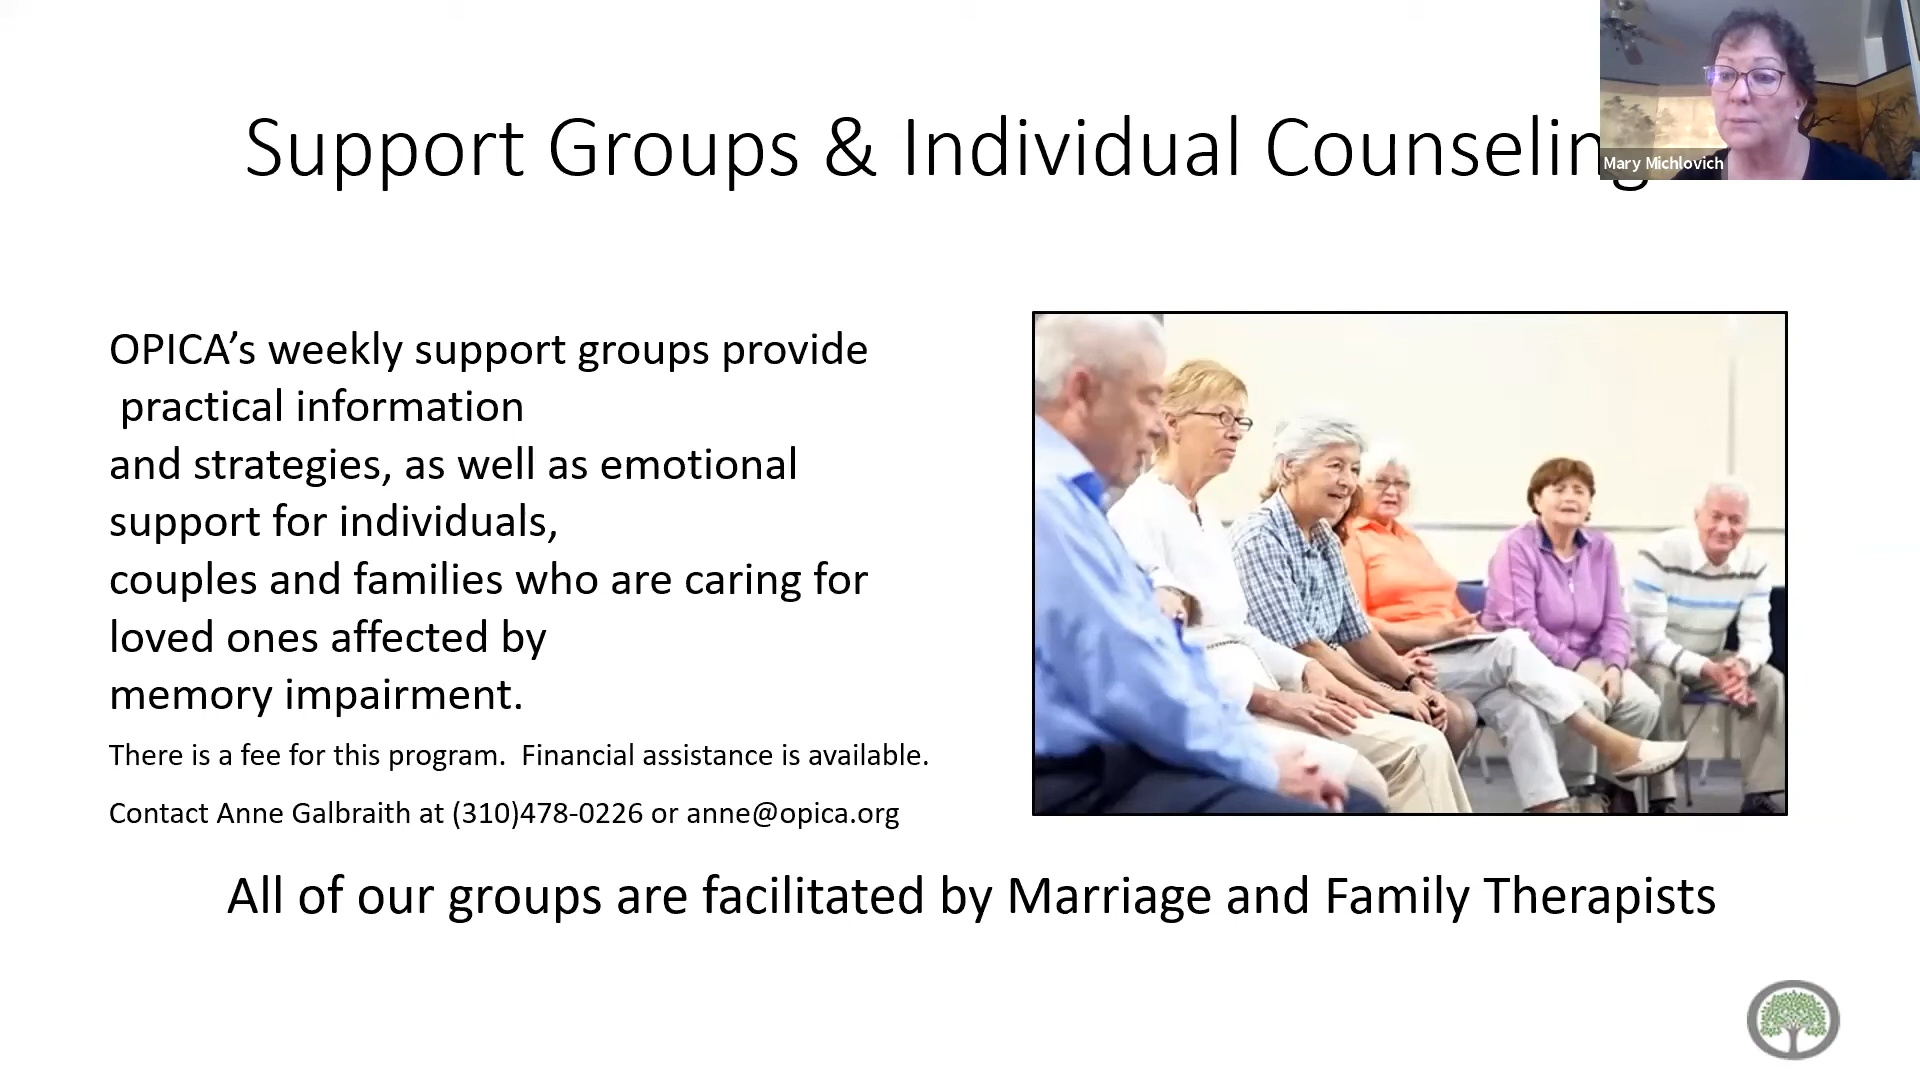 Support Groups & Individual Counseling
Mary Michlovich
OPICA’s weekly support groups provide
practical information
and strategies, as well as emotional
support for individuals,
couples and families who are caring for
loved ones affected by
memory impairment.
There is a fee for this program.  Financial assistance is available.
Contact Anne Galbraith at (310)478-0226 or anne@opica.org
All of our groups are facilitated by Marriage and Family Therapists